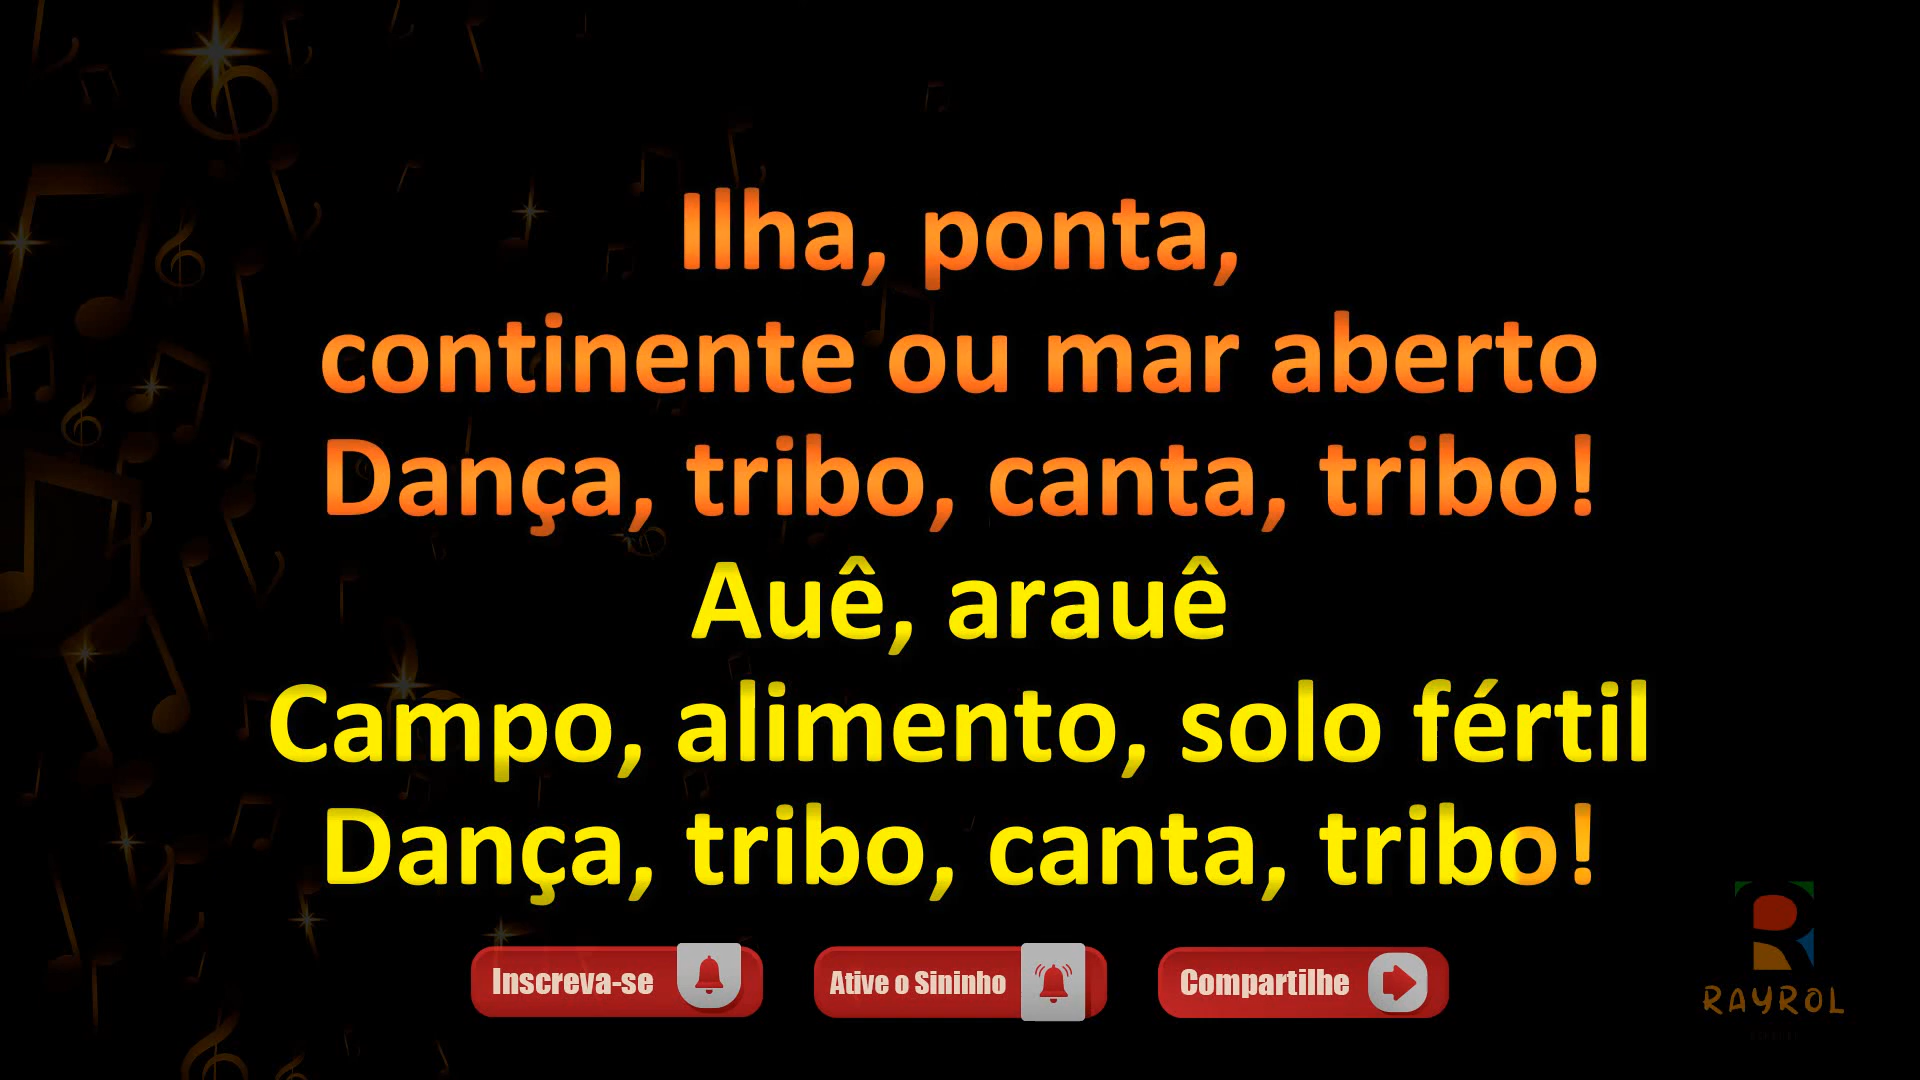 Ilha, ponta,
continente ou mar aberto
Dança, tribo, canta, tribo!
Auê, arauê
Campo, alimento, solo fértil
Dança, tribo, canta, tribo!
Inscreva-se
Ative o Sininho
Compartilhe
RAYROL